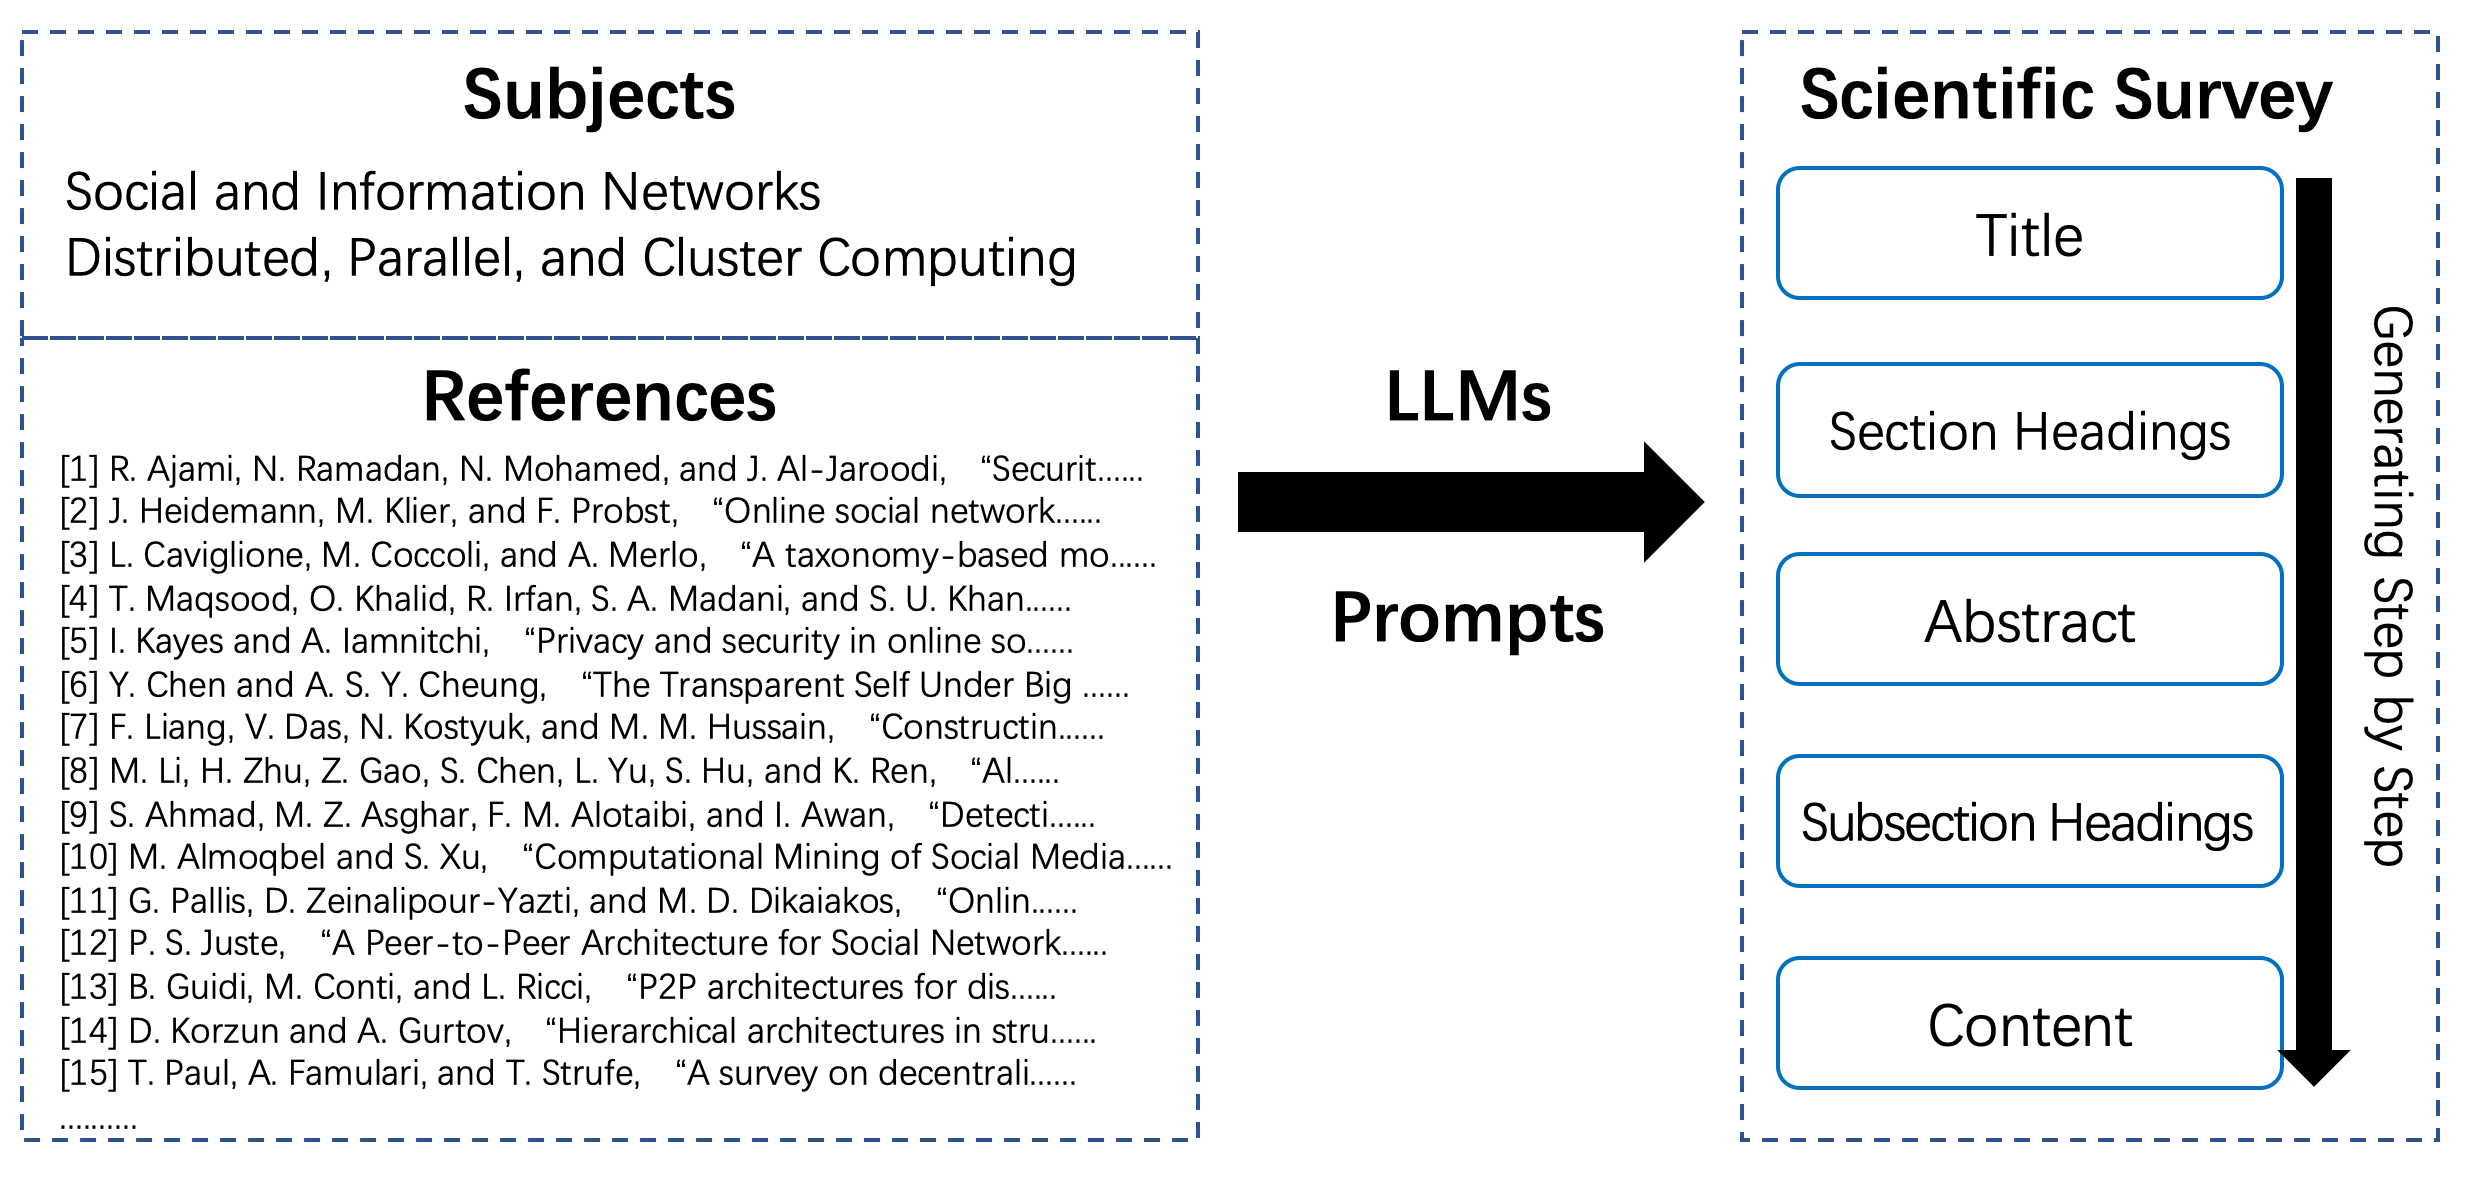 Subjects
Social and Information Networks
Distributed, Parallel, and Cluster Computing
References
[1] R. Ajami, N. Ramadan, N. Mohamed, and J. Al-Jaroodi, “Securit......
[2] J. Heidemann, M. Klier, and F. Probst, “Online social network......
[3] L. Caviglione, M. Coccoli, and A. Merlo, “A taxonomy-based mo......
[4] T. Maqsood, O. Khalid, R. Irfan, S. A. Madani, and S. U. Khan......
[5] I. Kayes and A. Iamnitchi, “Privacy and security in online so......
[6] Y. Chen and A. S. Y. Cheung, “The Transparent Self Under Big ......
[7] F. Liang, V. Das, N. Kostyuk, and M. M. Hussain, “Constructin......
[8] M. Li, H. Zhu, Z. Gao, S. Chen, L. Yu, S. Hu, and K. Ren, “Al......
[9] S. Ahmad, M. Z. Asghar, F. M. Alotaibi, and I. Awan, “Detecti......
[10] M. Almoqbel and S. Xu, “Computational Mining of Social Media......
[11] G. Pallis, D. Zeinalipour-Yazti, and M. D. Dikaiakos, “Onlin......
[12] P. S. Juste, “A Peer-to-Peer Architecture for Social Network......
[13] B. Guidi, M. Conti, and L. Ricci, “P2P architectures for dis......
[14] D. Korzun and A. Gurtov, “Hierarchical architectures in stru......
[15] T. Paul, A. Famulari, and T. Strufe, “A survey on decentrali......
..........
LLMs
Prompts
Scientific Survey
Title
Section Headings
Abstract
Subsection Headings
Content
Generating Step by Step